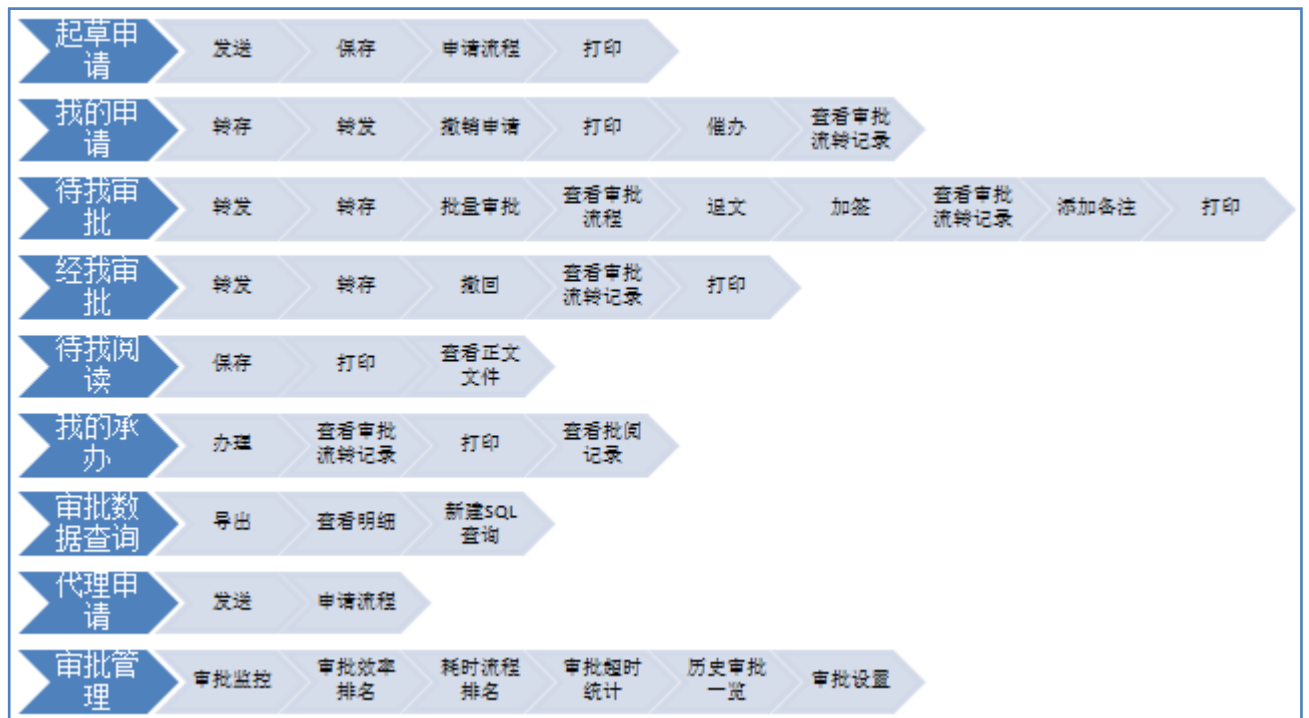 起草申
请
发送
保存
申请流程
打印
我的申
请
转存
转发
撤销申请
打印
催办
查看审批
流转记录
待我审
批
转发
转存
批量审批
查看审批
流程
退文
加签
查看审批
流转记录
添加备注
打印
经我审
批
转发
转存
撤回
查看审批
流转记录
打印
待我阅
读
保存
打印
查看正文
文件
我的承
办
办理
查看审批
流转记录
打印
查看批阅
记录
审批数
据查询
导出
查看明细
新建SQL
查询
代理申
请
发送
申请流程
审批管
理
审批监控
审批效率
排名
耗时流程
排名
审批超时
统计
历史审批
一览
审批设置